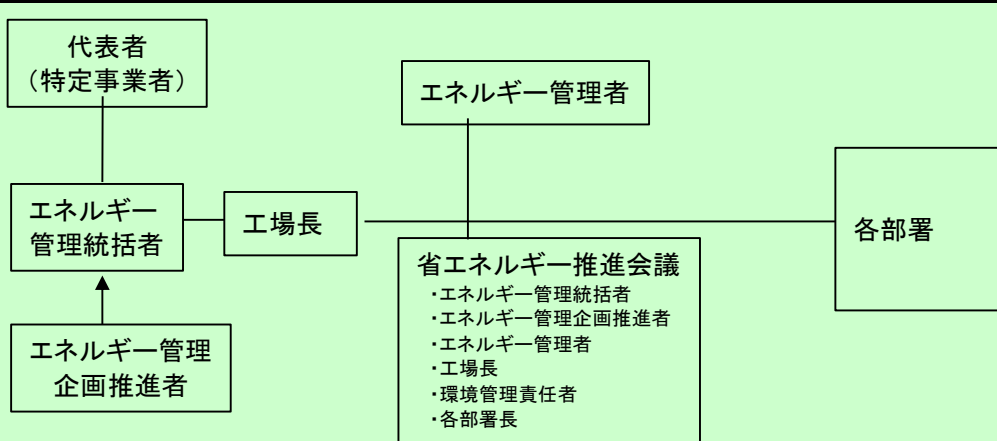 代表者
（特定事業者）
エネルギー管理者
エネルギー
管理統括者
工場長
各部署
省エネルギー推進会議
・エネルギー管理統括者
・エネルギー管理企画推進者
・エネルギー管理者
・工場長
・環境管理責任者
・各部署長
エネルギー管理
企画推進者